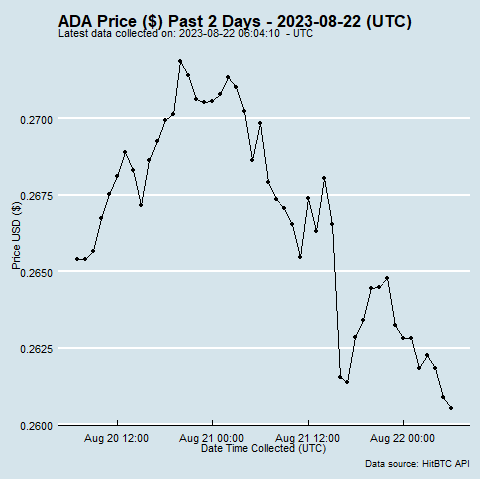 ADA Price ($) Past 2 Days - 2023-08-22 (UTC)
Latest data collected on: 2023-08-22 06:04:10 - UTC
0.2700
0.2675
0.2650
0.2625
0.2600
Price USD ($)
Aug 20 12:00 Aug 21 00:00 Aug 21 12:00 Aug 22 00:00
Date Time Collected (UTC)
Data source: HitBTC API